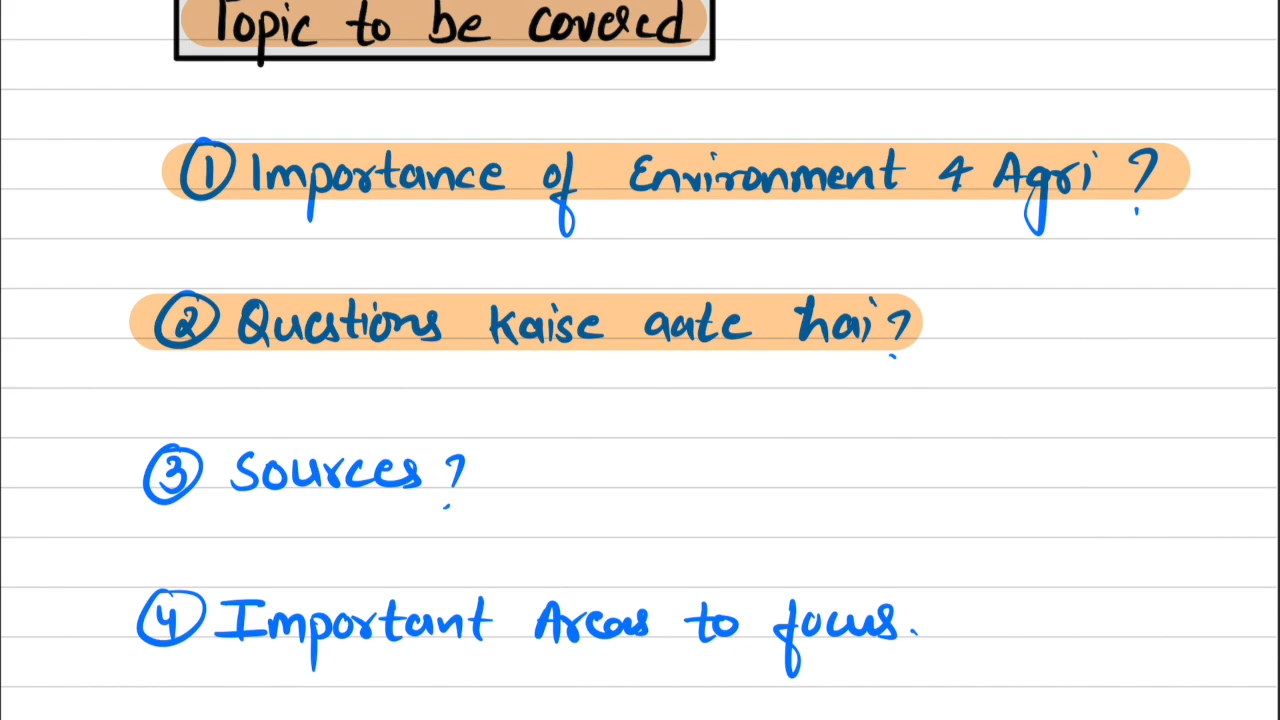 Topic to be covered
① Importance of Environment & Agri ?
② Questions kaise aate hai ?
③ Sources ?
④ Important Areas to focus.